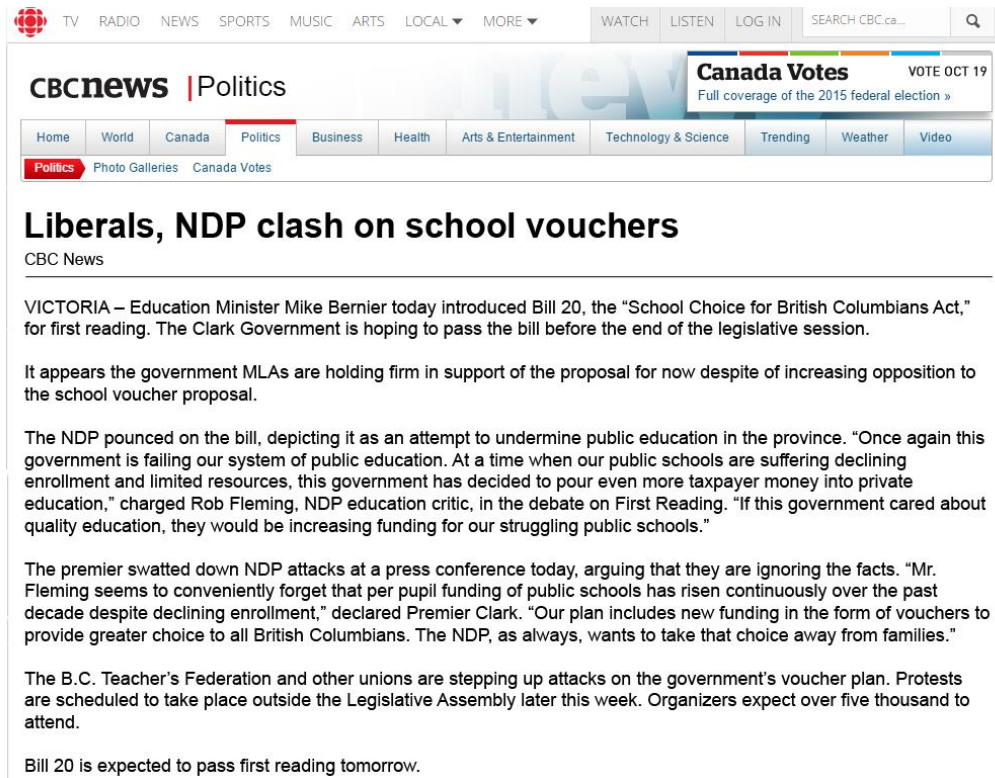 TV RADIO NEWS SPORTS MUSIC ARTS LOCAL MORE WATCH LISTEN LOG IN SEARCH CBC.ca...
CBCnews | Politics
Canada Votes VOTE OCT 19
Full coverage of the 2015 federal election »
Home World Canada Politics Business Health Arts & Entertainment Technology & Science Trending Weather Video
Politics Photo Galleries Canada Votes
Liberals, NDP clash on school vouchers
CBC News
VICTORIA – Education Minister Mike Bernier today introduced Bill 20, the “School Choice for British Columbians Act,”
for first reading. The Clark Government is hoping to pass the bill before the end of the legislative session.
It appears the government MLAs are holding firm in support of the proposal for now despite of increasing opposition to
the school voucher proposal.
The NDP pounced on the bill, depicting it as an attempt to undermine public education in the province. “Once again this
government is failing our system of public education. At a time when our public schools are suffering declining
enrollment and limited resources, this government has decided to pour even more taxpayer money into private
education,” charged Rob Fleming, NDP education critic, in the debate on First Reading. “If this government cared about
quality education, they would be increasing funding for our struggling public schools.”
The premier swatted down NDP attacks at a press conference today, arguing that they are ignoring the facts. “Mr.
Fleming seems to conveniently forget that per pupil funding of public schools has risen continuously over the past
decade despite declining enrollment,” declared Premier Clark. “Our plan includes new funding in the form of vouchers to
provide greater choice to all British Columbians. The NDP, as always, wants to take that choice away from families.”
The B.C. Teacher’s Federation and other unions are stepping up attacks on the government’s voucher plan. Protests
are scheduled to take place outside the Legislative Assembly later this week. Organizers expect over five thousand to
attend.
Bill 20 is expected to pass first reading tomorrow.